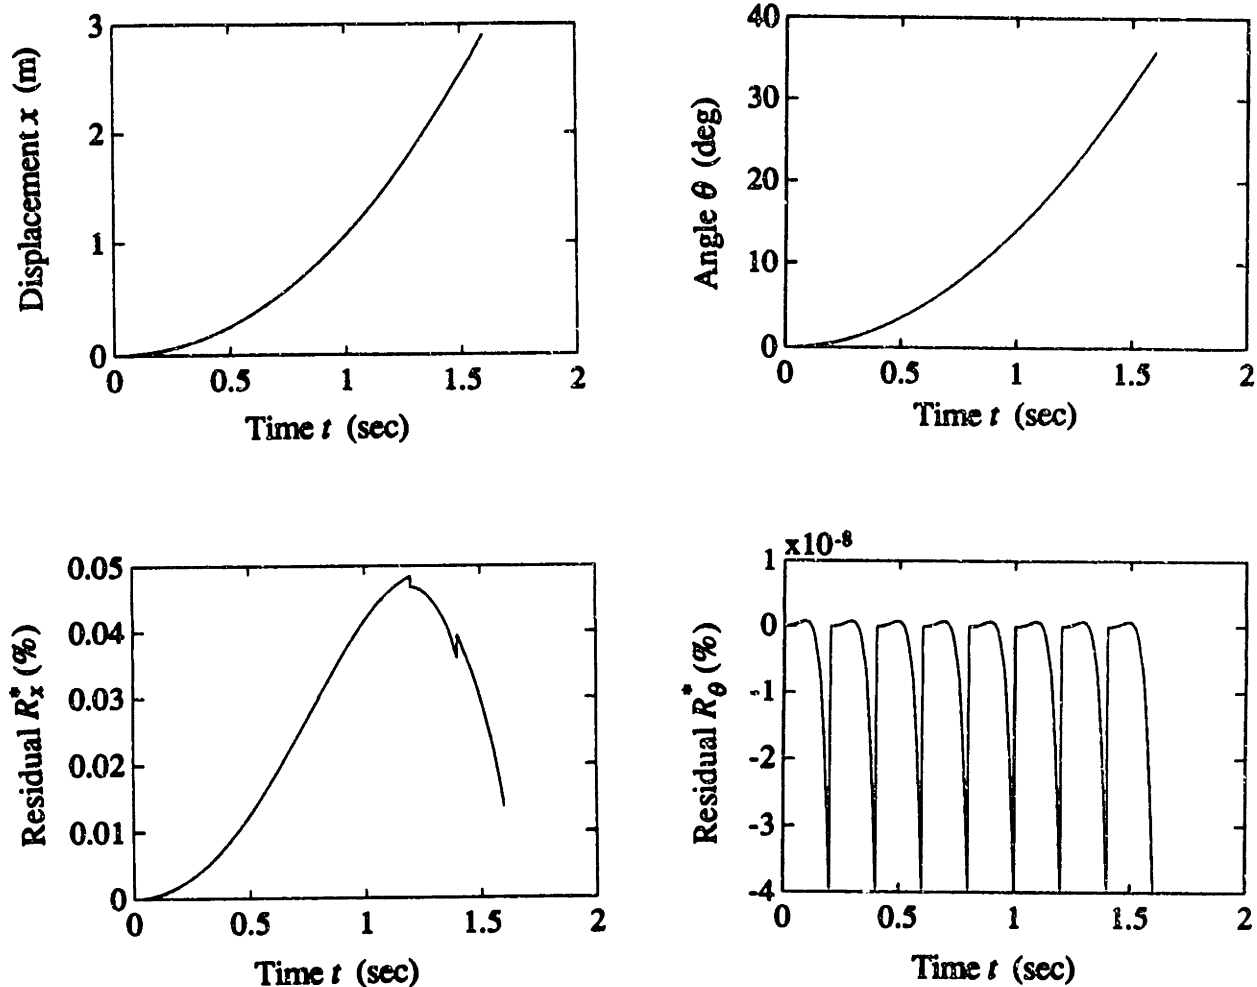 3
2
1
0
Displacement x (m)
0 0.5 1 1.5 2
Time t (sec)
40
30
20
10
0
Angle θ (deg)
0 0.5 1 1.5 2
Time t (sec)
0.05
0.04
0.03
0.02
0.01
0
Residual R*x (%)
0 0.5 1 1.5 2
Time t (sec)
x10-8
1
0
-1
-2
-3
-4
Residual R*θ (%)
0 0.5 1 1.5 2
Time t (sec)